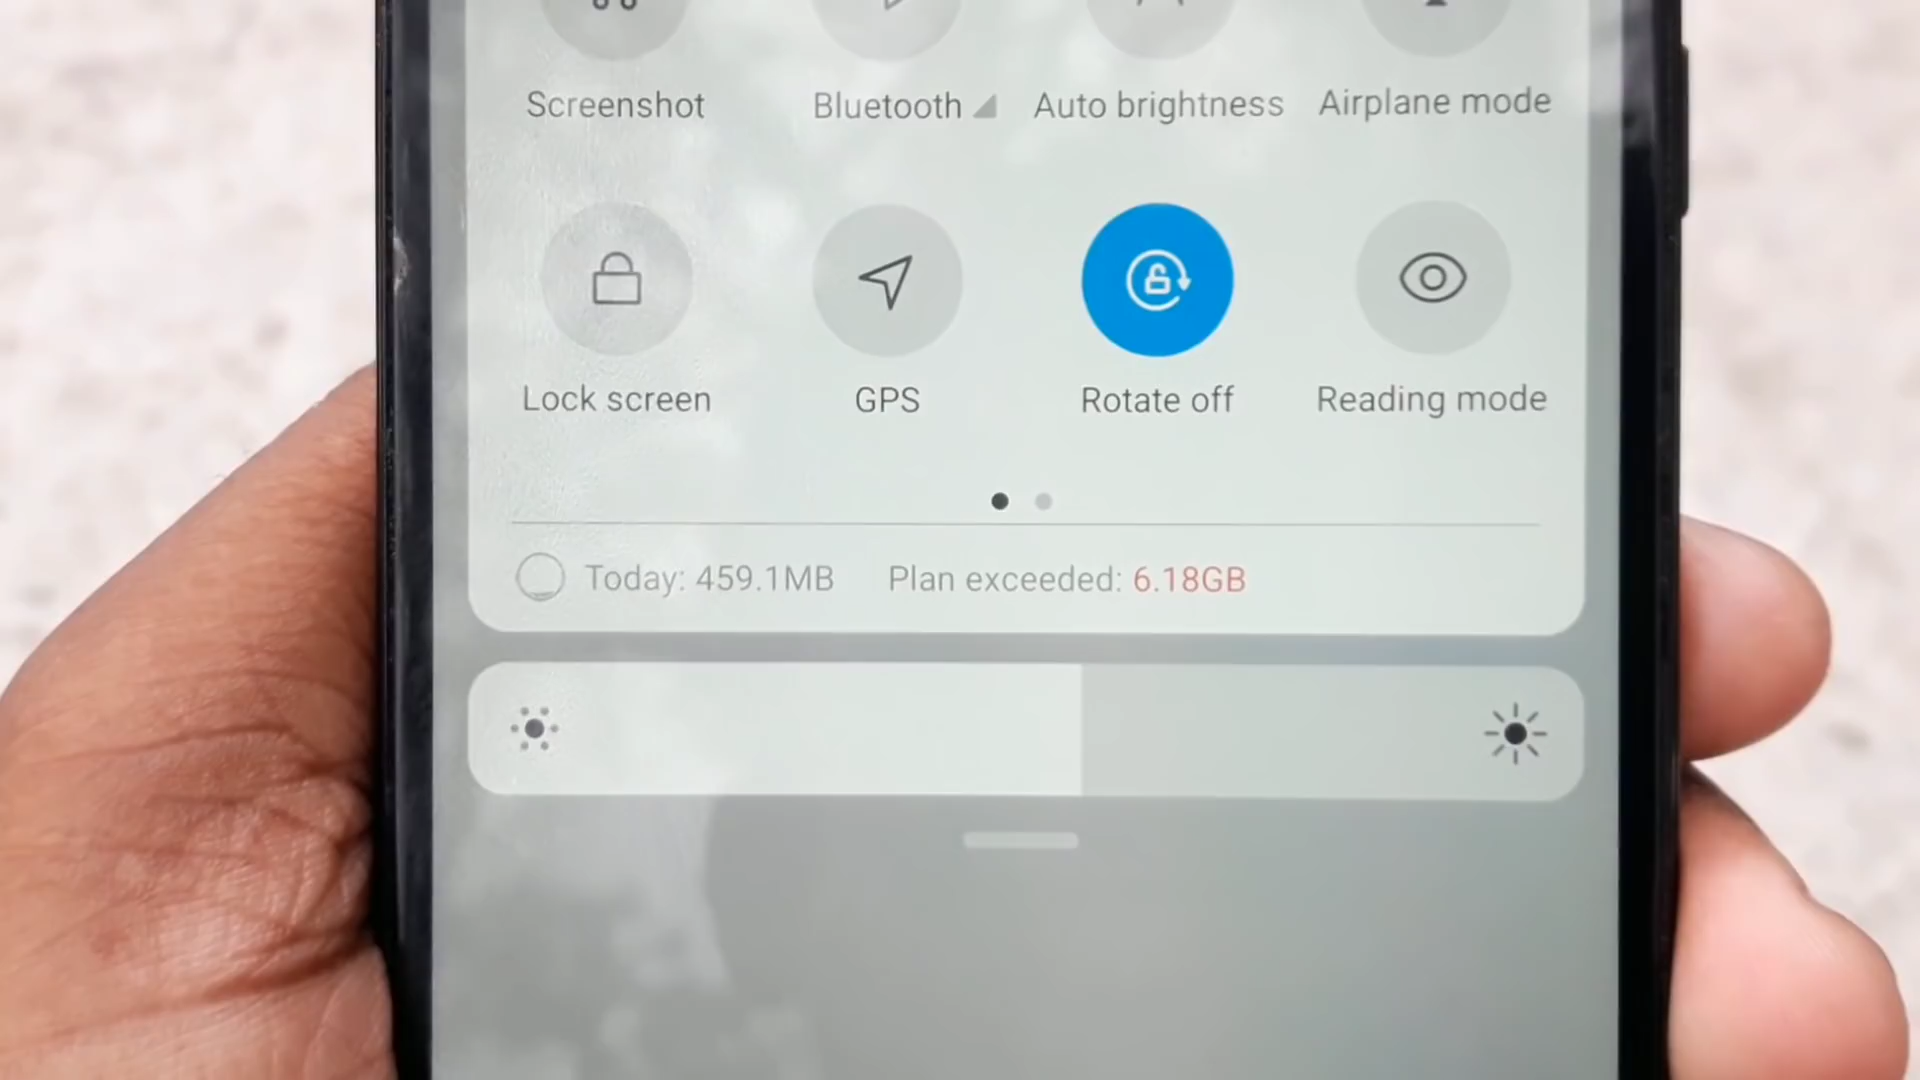 Screenshot Bluetooth Auto brightness Airplane mode
Lock screen GPS Rotate off Reading mode
Today: 459.1MB Plan exceeded: 6.18GB